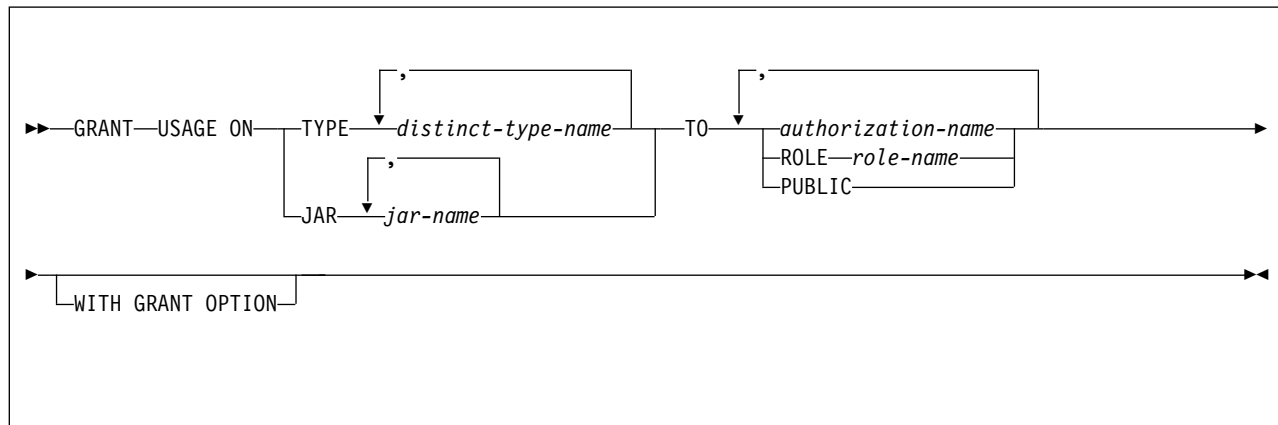 , ,
GRANT USAGE ON TYPE distinct-type-name TO authorization-name
, ROLE role-name
PUBLIC
JAR jar-name
WITH GRANT OPTION